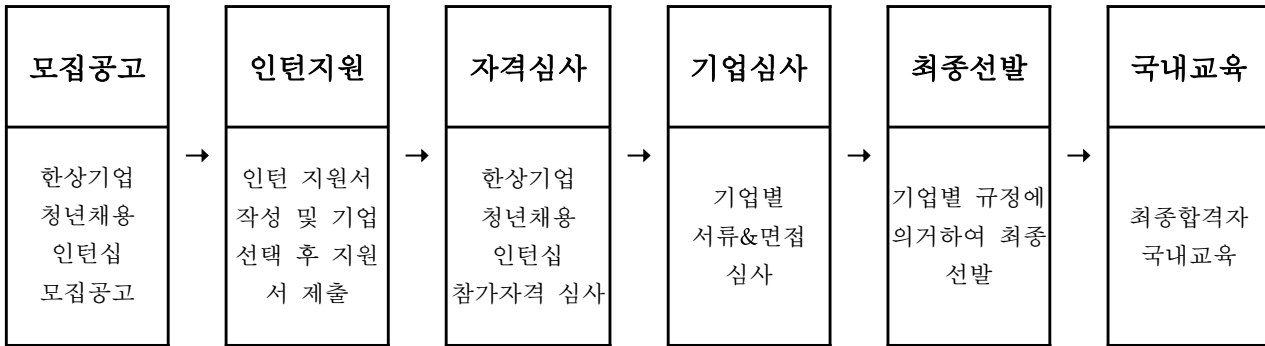 모집공고
한상기업
청년채용
인턴십
모집공고
→
인턴지원
인턴 지원서
작성 및 기업
선택 후 지원
서 제출
→
자격심사
한상기업
청년채용
인턴십
참가자격 심사
→
기업심사
기업별
서류&면접
심사
→
최종선발
기업별 규정에
의거하여 최종
선발
→
국내교육
최종합격자
국내교육